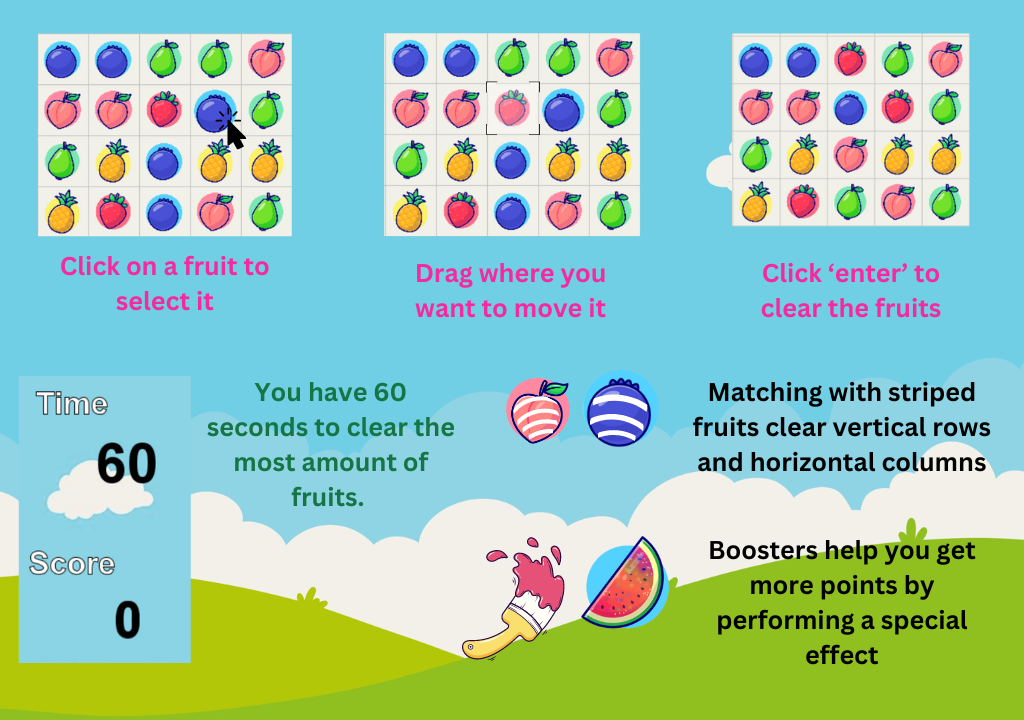 Click on a fruit to
select it
Drag where you
want to move it
Click ‘enter’ to
clear the fruits
Time
60
Score
0
You have 60
seconds to clear the
most amount of
fruits.
Matching with striped
fruits clear vertical rows
and horizontal columns
Boosters help you get
more points by
performing a special
effect